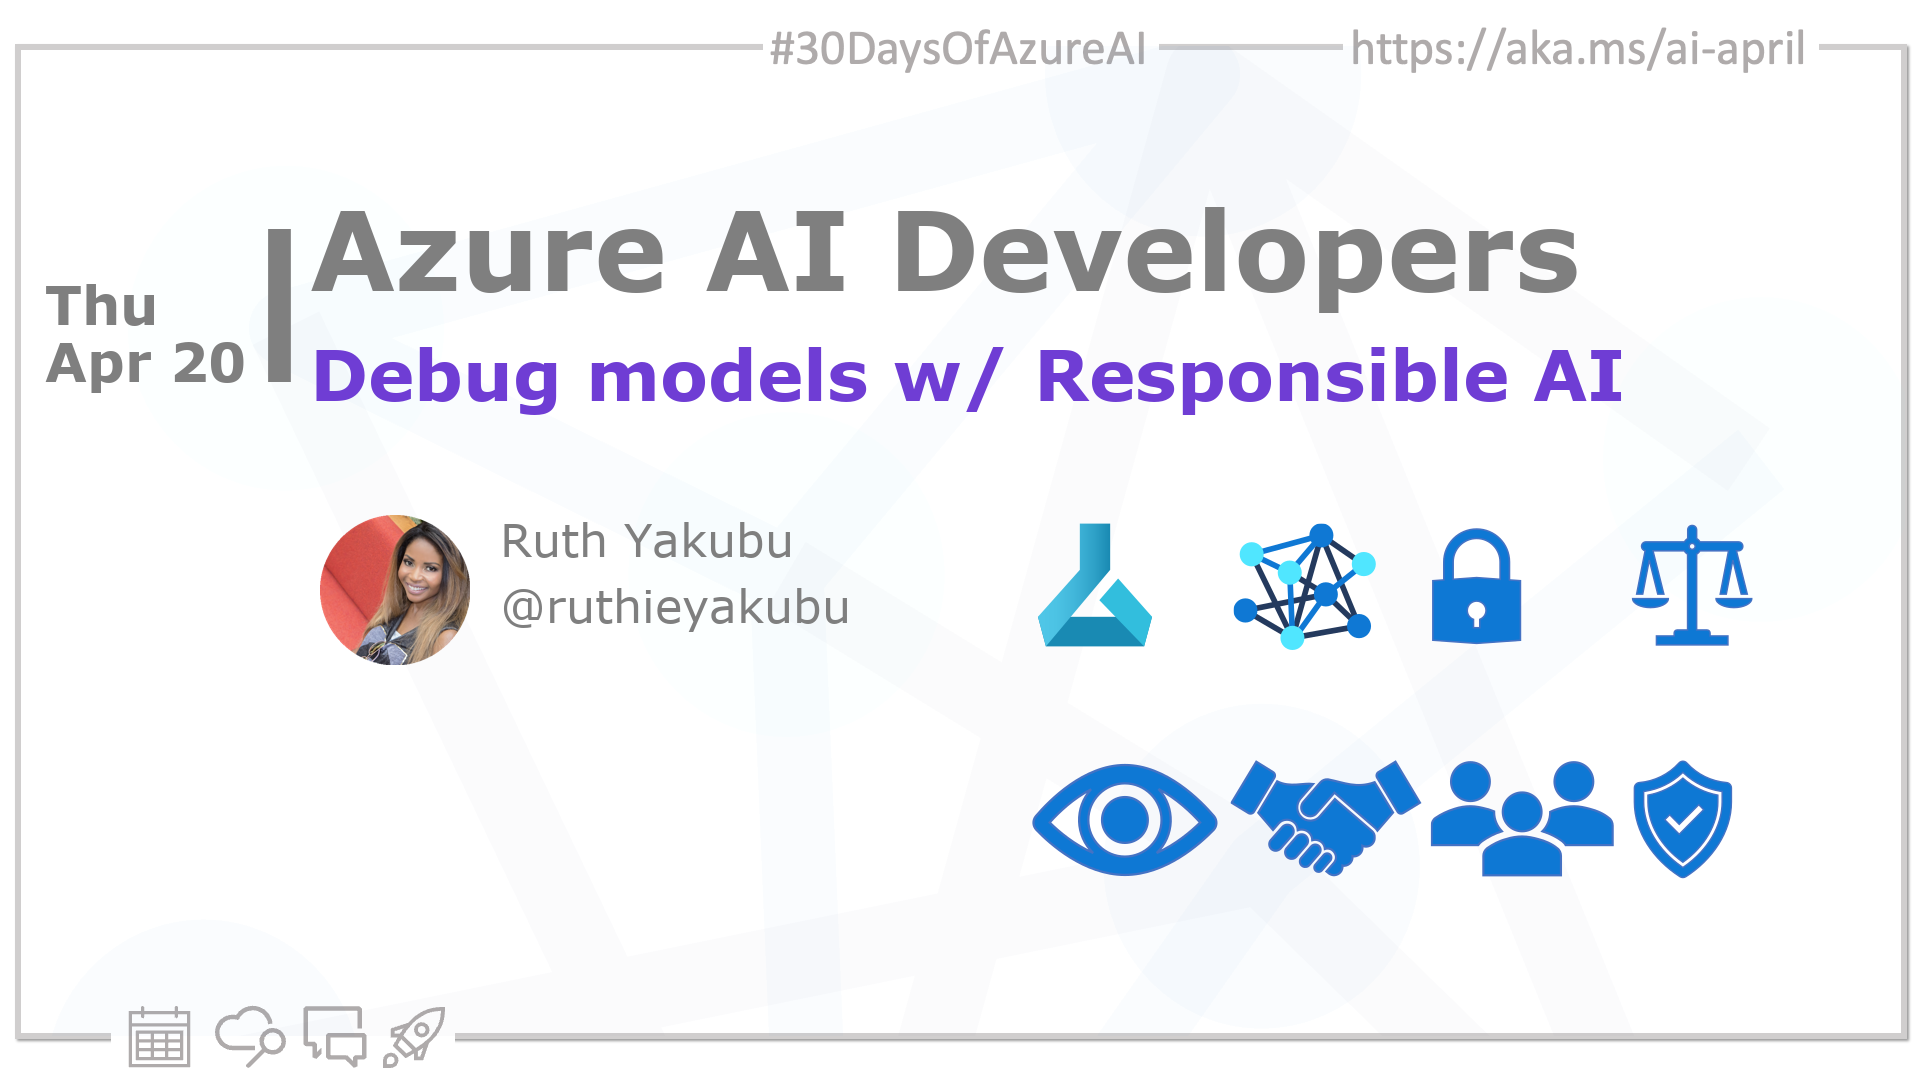 #30DaysOfAzureAI
https://aka.ms/ai-april
Azure AI Developers
Thu
Apr 20
Debug models w/ Responsible AI
Ruth Yakubu
@ruthieyakubu